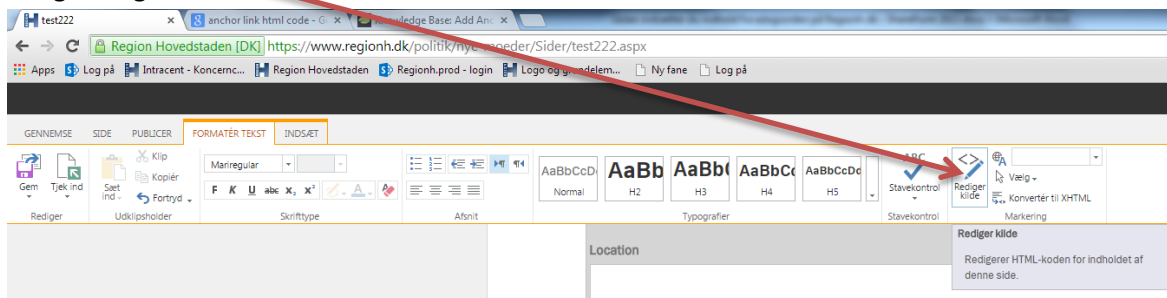 test222
anchor link html code - G
Knowledge Base: Add Anc
Region Hovedstaden [DK] https://www.regionh.dk/politik/nye-moeder/Sider/test222.aspx
Apps Log på Intracent - Koncernc... Region Hovedstaden Regionh.prod - login Logo og grundelem... Ny fane Log på
GENNEMSE SIDE PUBLICER FORMATÉR TEKST INDSÆT
Gem
Tjek ind
Rediger
Sæt ind
Klip
Kopiér
Fortryd
Udklipsholder
Mariregular
F K U abc x₂ x²
Skrifttype
Afsnit
AaBbCcD
Normal
AaBb
H2
AaBb(
H3
AaBbCc
H4
AaBbCcDd
H5
Typografier
ABC
Stavekontrol
Stavekontrol
Rediger kilde
Vælg
Konvertér til XHTML
Markering
Location
Rediger kilde
Redigerer HTML-koden for indholdet af
denne side.